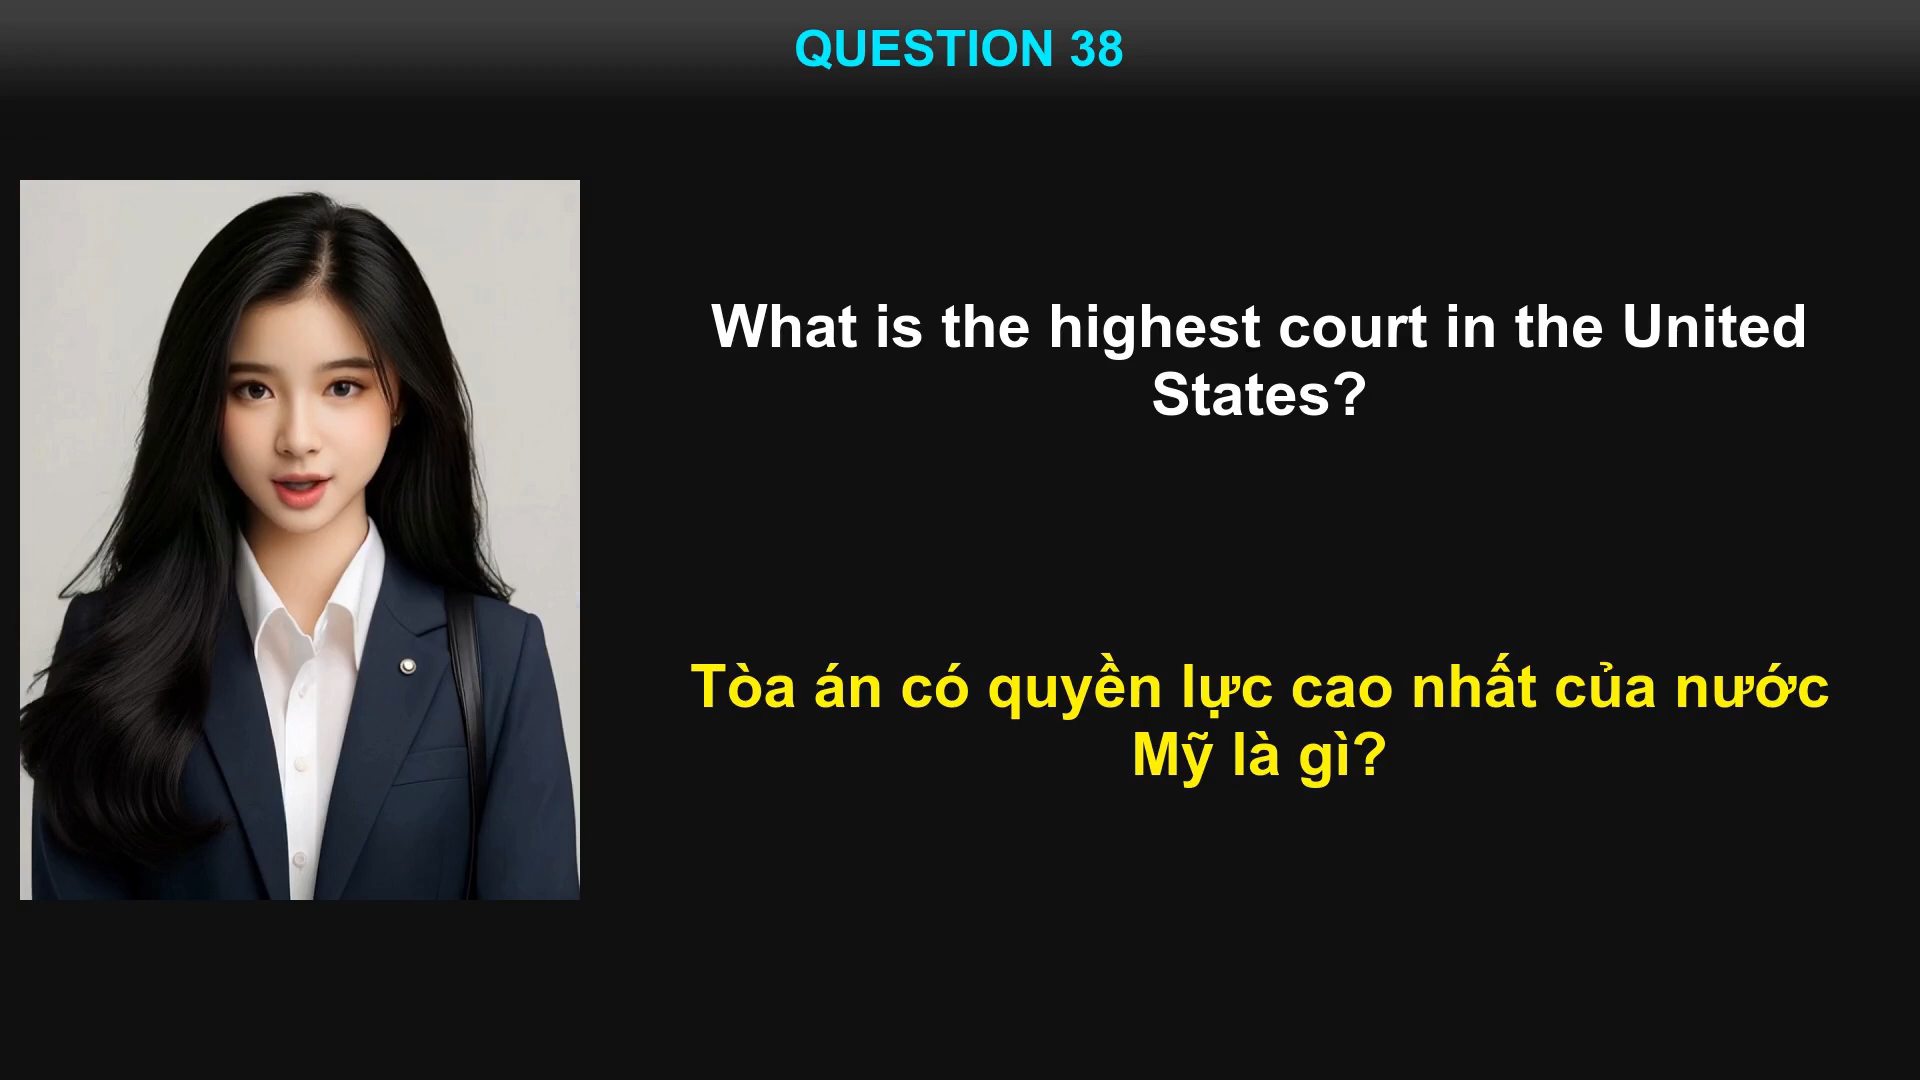 QUESTION 38
What is the highest court in the United
States?
Tòa án có quyền lực cao nhất của nước
Mỹ là gì?